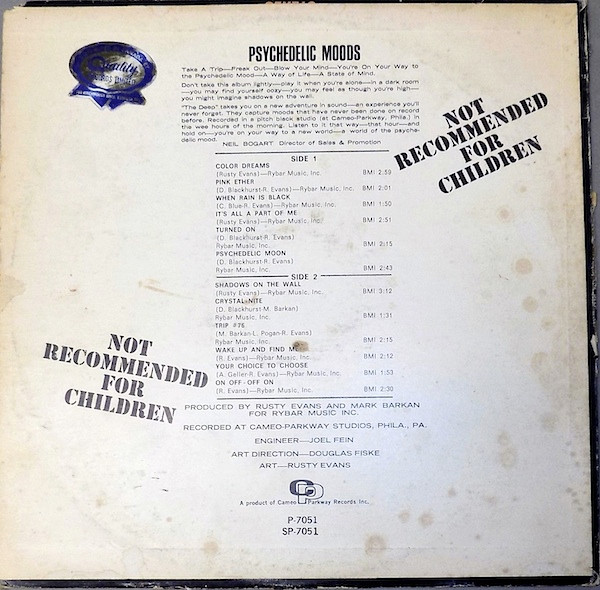 PSYCHEDELIC MOODS
Take A Trip—Freak Out—Blow Your Mind—You're On Your Way to
the Psychedelic Mood—A Way of Life—A State of Mind.
Don't take this album lightly—play it when you're alone—in a dark room
—you may find yourself cozy—you may feel as though you're high—
you might imagine shadows on the wall.
"The Deep" takes you on a new adventure in sound—an experience you'll
never forget. They capture moods that have never been done on record
before. Recorded in pitch black studio (at Cameo-Parkway, Phila.) in
the wee hours of the morning. Listen to it that way—that hour—and
hold on—you're on your way to a new world—a world of the psyche-
delic mood.
NEIL BOGART Director of Sales & Promotion
NOT
RECOMMENDED
FOR
CHILDREN
SIDE 1
COLOR DREAMS
(Rusty Evans)—Rybar Music, Inc. BMI 2:59
PINK ETHER
(D. Blackhurst-R. Evans)—Rybar Music, Inc. BMI 2:01
WHEN RAIN IS BLACK
(C. Blue-R. Evans)—Rybar Music, Inc. BMI 1:50
IT'S ALL A PART OF ME
(Rusty Evans)—Rybar Music, Inc. BMI 2:51
TURNED ON
(D. Blackhurst-R. Evans)
Rybar Music, Inc. BMI 2:15
PSYCHEDELIC MOON
(D. Blackhurst-R. Evans)
Rybar Music, Inc. BMI 2:43
SIDE 2
SHADOWS ON THE WALL
(Rusty Evans)—Rybar Music, Inc. BMI 3:12
CRYSTAL NITE
(D. Blackhurst-M. Barkan)
Rybar Music, Inc. BMI 1:31
TRIP #76
(M. Barkan-L. Pogan-R. Evans)
Rybar Music, Inc. BMI 2:15
WAKE UP AND FIND ME
(R. Evans)—Rybar Music, Inc. BMI 2:12
YOUR CHOICE TO CHOOSE
(A. Geller-R. Evans)—Rybar Music, Inc. BMI 1:53
ON OFF-OFF ON
(R. Evans)—Rybar Music, Inc. BMI 2:30
NOT
RECOMMENDED
FOR
CHILDREN
PRODUCED BY RUSTY EVANS AND MARK BARKAN
FOR RYBAR MUSIC INC.
RECORDED AT CAMEO-PARKWAY STUDIOS, PHILA., PA.
ENGINEER—JOEL FEIN
ART DIRECTION—DOUGLAS FISKE
ART—RUSTY EVANS
CP
A product of Cameo Parkway Records Inc.
P-7051
SP-7051
Quality